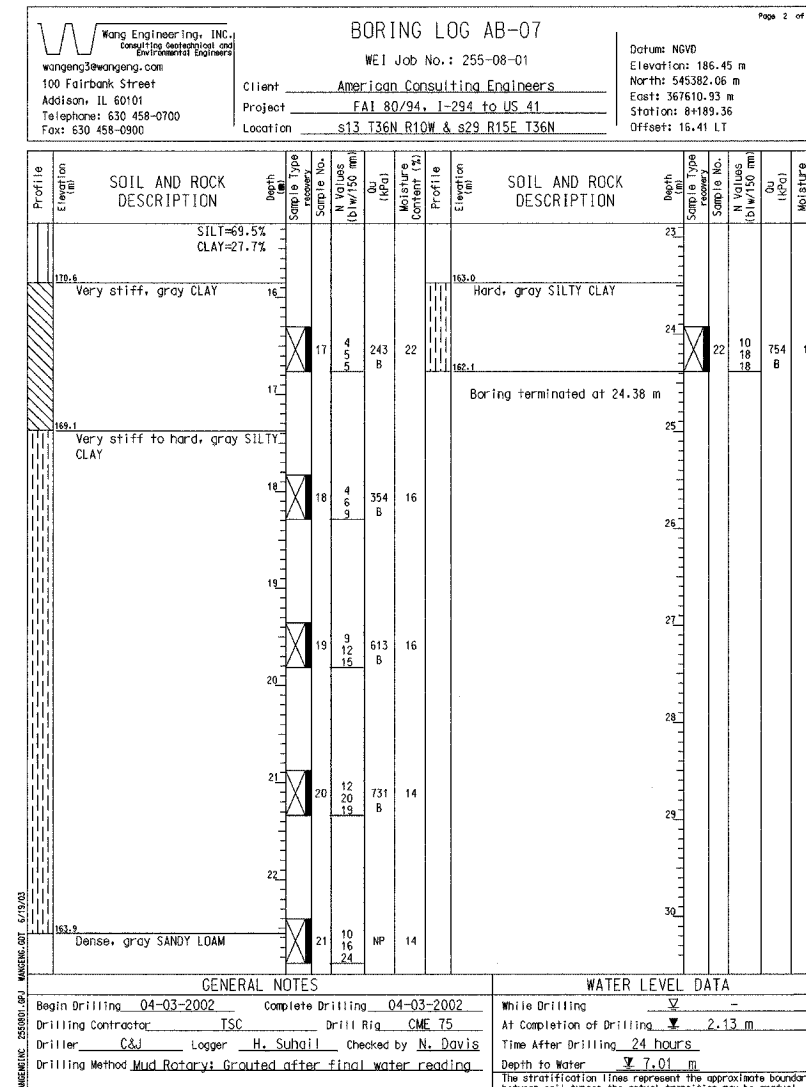 Page 2 of
Wang Engineering, INC.
Consulting Geotechnical and
Environmental Engineers
wangeng3@wangeng.com
100 Fairbank Street
Addison, IL 60101
Telephone: 630 458-0700
Fax: 630 458-0900
BORING LOG AB-07
WEI Job No.: 255-08-01
Client American Consulting Engineers
Project FAI 80/94, I-294 to US 41
Location s13 T36N R10W & s29 R15E T36N
Datum: NGVD
Elevation: 186.45 m
North: 545382.06 m
East: 367610.93 m
Station: 8+189.36
Offset: 16.41 LT
Profile
Elevation (m)
SOIL AND ROCK DESCRIPTION
Depth (m)
Sample Type recovery
Sample No.
N Values (blw/150 mm)
Qu (kPa)
Moisture Content (%)
Profile
Elevation (m)
SOIL AND ROCK DESCRIPTION
Depth (m)
Sample Type recovery
Sample No.
N Values (blw/150 mm)
Qu (kPa)
Moisture
SILT=69.5%
CLAY=27.7%
170.6
Very stiff, gray CLAY
16
17 4 5 5 243 B 22
17
169.1
Very stiff to hard, gray SILTY
CLAY
18
18 4 6 9 354 B 16
19
19 9 12 15 613 B 16
20
21
20 12 20 19 731 B 14
22
163.9
Dense, gray SANDY LOAM
21 10 16 24 NP 14
23
163.0
Hard, gray SILTY CLAY
24
22 10 18 18 754 B 1
162.1
Boring terminated at 24.38 m
25
26
27
28
29
30
GENERAL NOTES
Begin Drilling 04-03-2002 Complete Drilling 04-03-2002
Drilling Contractor TSC Drill Rig CME 75
Driller C&J Logger H. Suhail Checked by N. Davis
Drilling Method Mud Rotary; Grouted after final water reading
WATER LEVEL DATA
While Drilling -
At Completion of Drilling 2.13 m
Time After Drilling 24 hours
Depth to Water 7.01 m
The stratification lines represent the approximate boundar
WANGENGINC 2550801.GPJ WANGENG.GDT 6/19/03